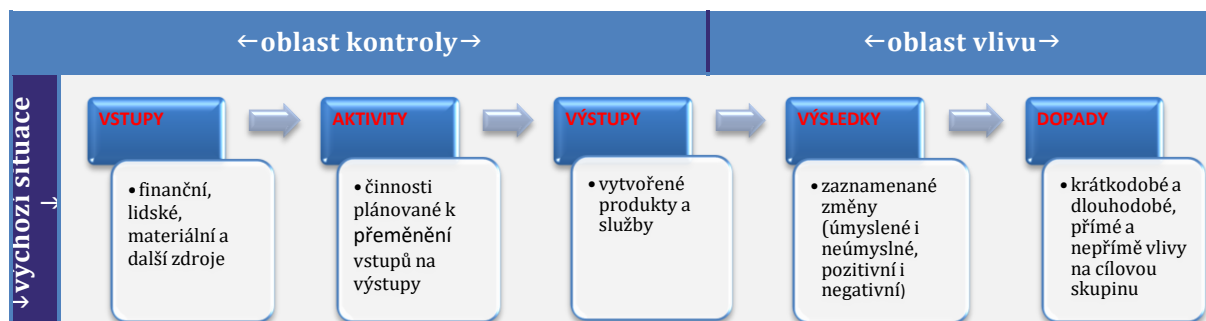 ←oblast kontroly→
←oblast vlivu→
←výchozí situace→
VSTUPY
• finanční,
lidské,
materiální a
další zdroje
AKTIVITY
• činnosti
plánované k
přeměnění
vstupů na
výstupy
VÝSTUPY
• vytvořené
produkty a
služby
VÝSLEDKY
• zaznamenané
změny
(úmyslené i
neúmyslné,
pozitivní i
negativní)
DOPADY
• krátkodobé a
dlouhodobé,
přímé a
nepřímě vlivy
na cílovou
skupinu